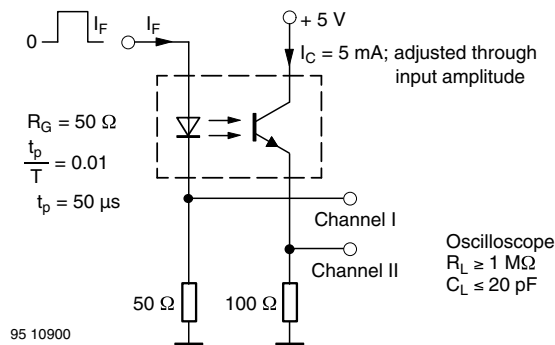 0
I_F
I_F
+ 5 V
I_C = 5 mA; adjusted through
input amplitude
R_G = 50 Ω
t_p
T
= 0.01
t_p = 50 µs
Channel I
Channel II
Oscilloscope
R_L ≥ 1 MΩ
C_L ≤ 20 pF
50 Ω
100 Ω
95 10900